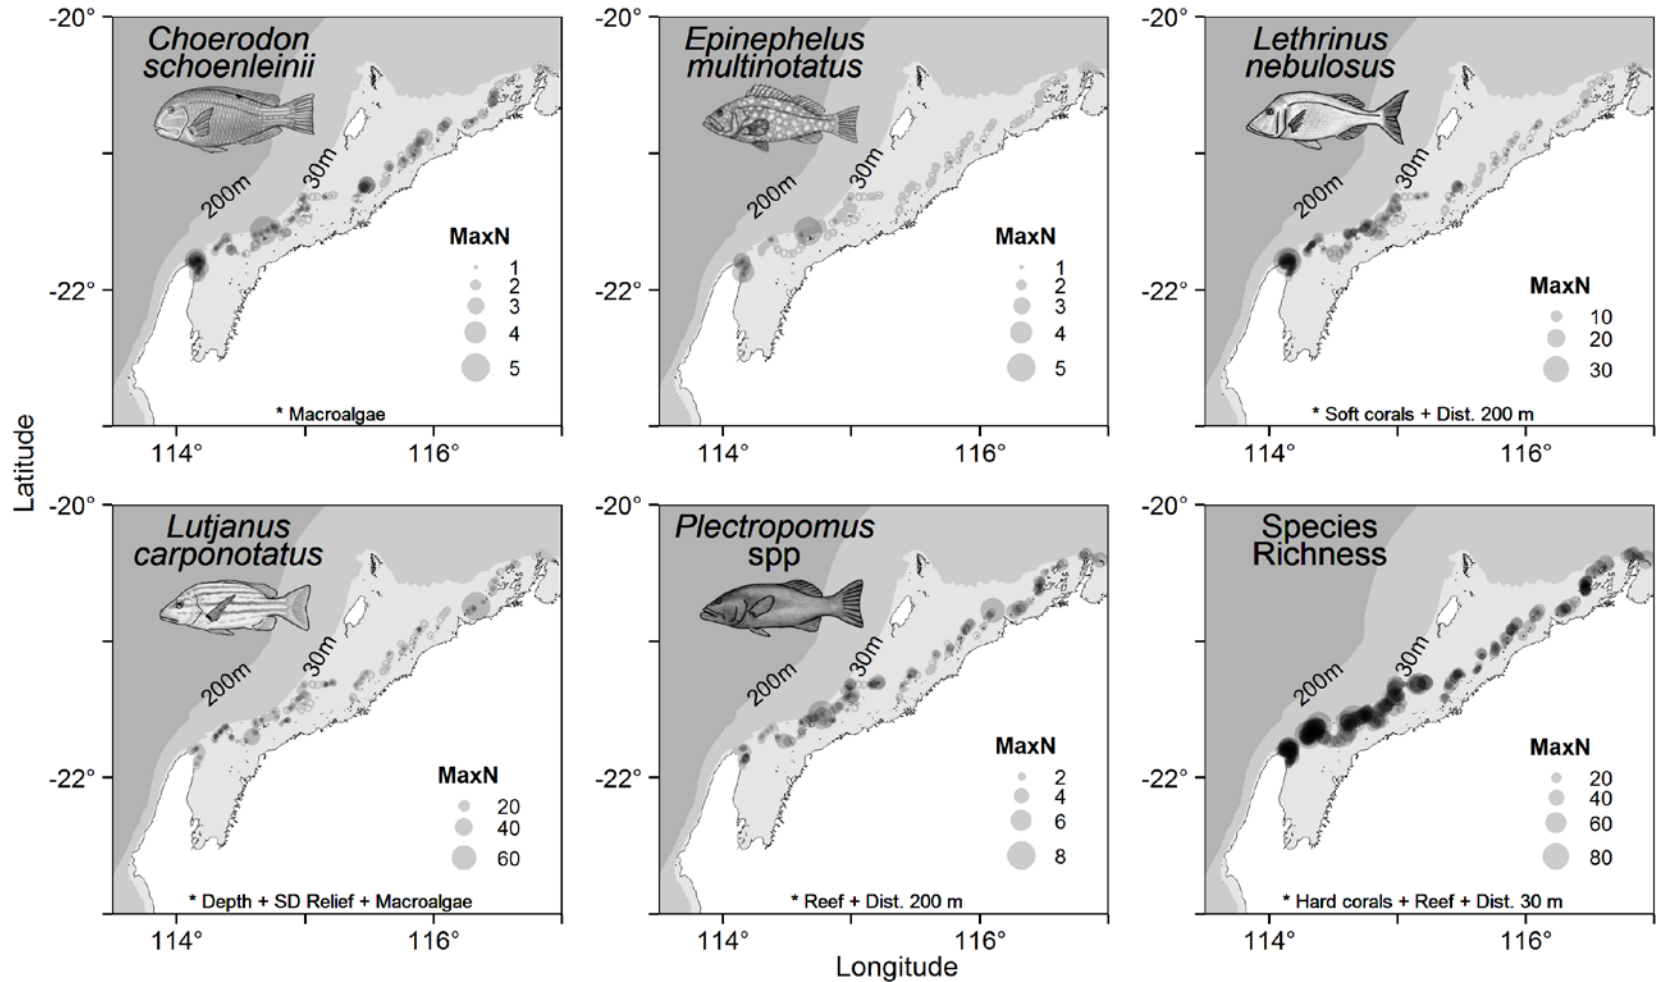 -20°
Choerodon
schoenleinii
200m
30m
MaxN
1
2
3
4
5
-22°
* Macroalgae
114°
116°
-20°
Epinephelus
multinotatus
200m
30m
MaxN
1
2
3
4
5
-22°
114°
116°
-20°
Lethrinus
nebulosus
200m
30m
MaxN
10
20
30
-22°
* Soft corals + Dist. 200 m
114°
116°
Latitude
-20°
Lutjanus
carponotatus
200m
30m
MaxN
20
40
60
-22°
* Depth + SD Relief + Macroalgae
114°
116°
-20°
Plectropomus
spp
200m
30m
MaxN
2
4
6
8
-22°
* Reef + Dist. 200 m
114°
116°
-20°
Species
Richness
200m
30m
MaxN
20
40
60
80
-22°
* Hard corals + Reef + Dist. 30 m
114°
116°
Longitude